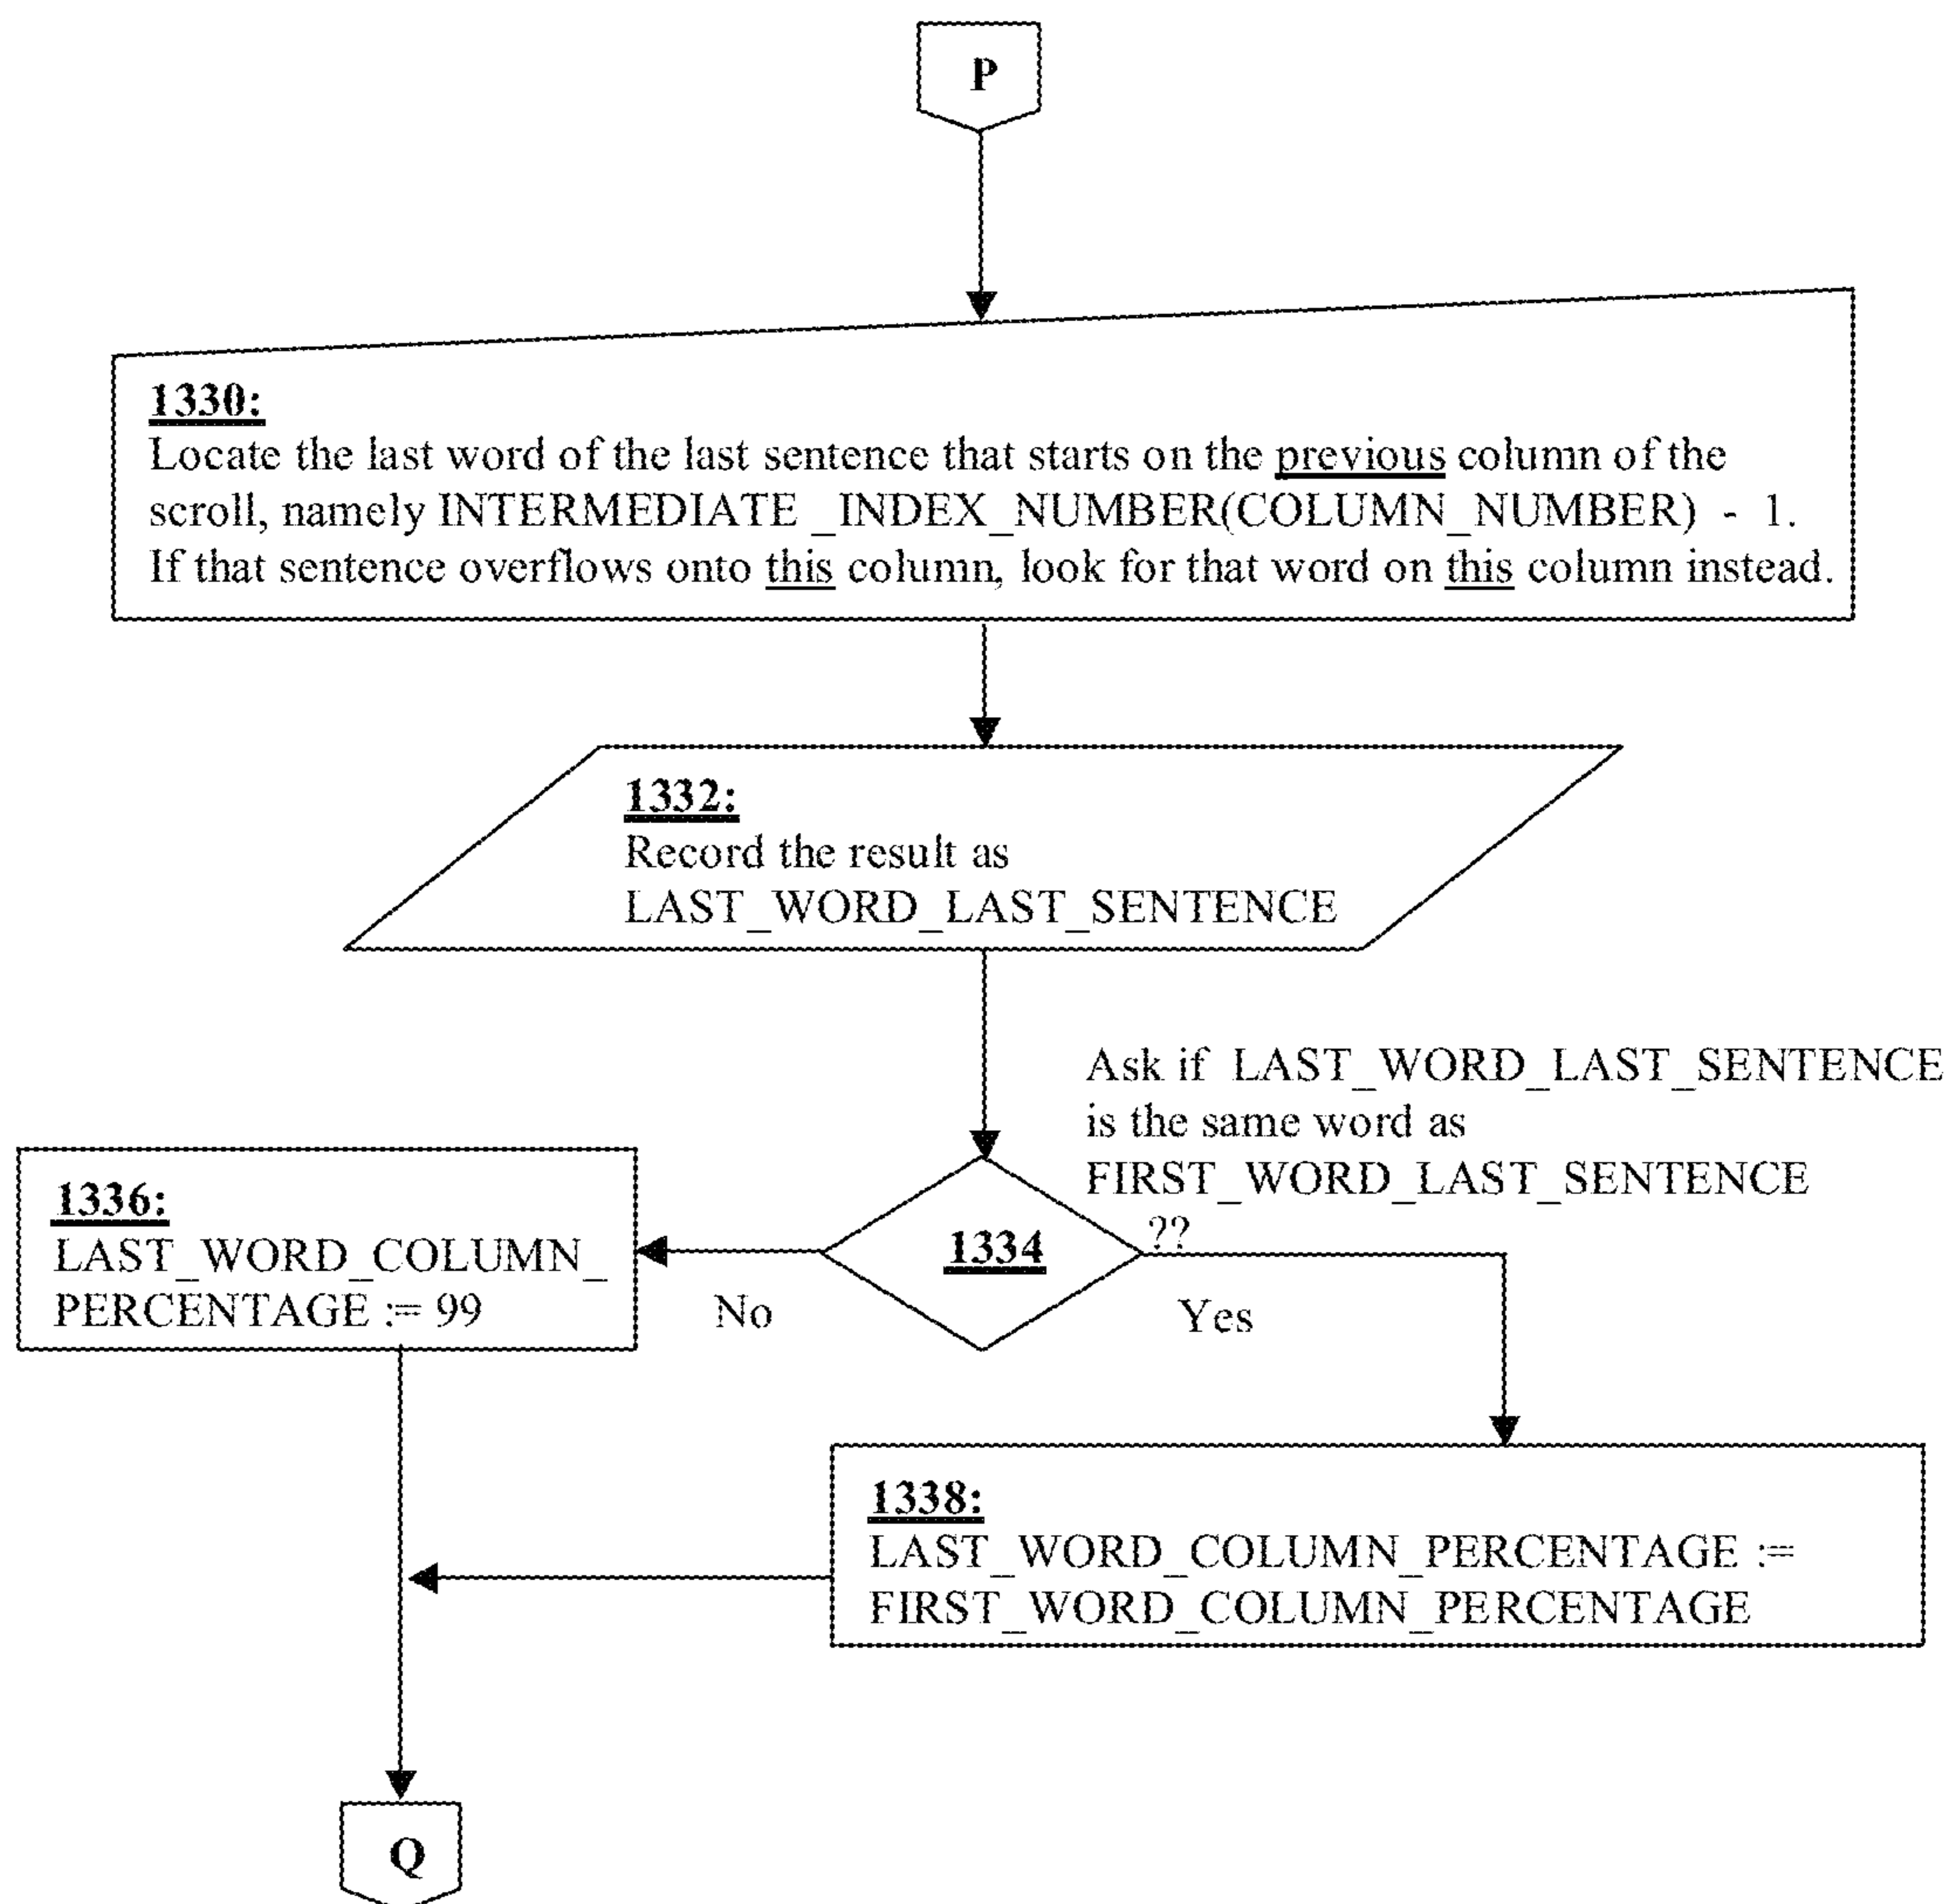 P
1330:
Locate the last word of the last sentence that starts on the previous column of the
scroll, namely INTERMEDIATE _INDEX_NUMBER(COLUMN_NUMBER) - 1.
If that sentence overflows onto this column, look for that word on this column instead.
1332:
Record the result as
LAST_WORD_LAST_SENTENCE
Ask if LAST_WORD_LAST_SENTENCE
is the same word as
FIRST_WORD_LAST_SENTENCE
??
1334
1336:
LAST_WORD_COLUMN_
PERCENTAGE := 99
No
Yes
1338:
LAST_WORD_COLUMN_PERCENTAGE :=
FIRST_WORD_COLUMN_PERCENTAGE
Q